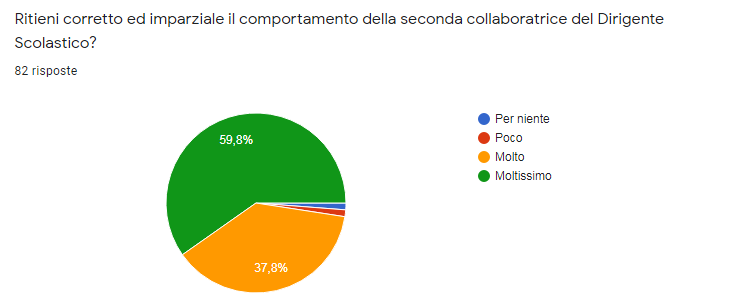 Ritieni corretto ed imparziale il comportamento della seconda collaboratrice del Dirigente
Scolastico?
82 risposte
59,8%
37,8%
Per niente
Poco
Molto
Moltissimo